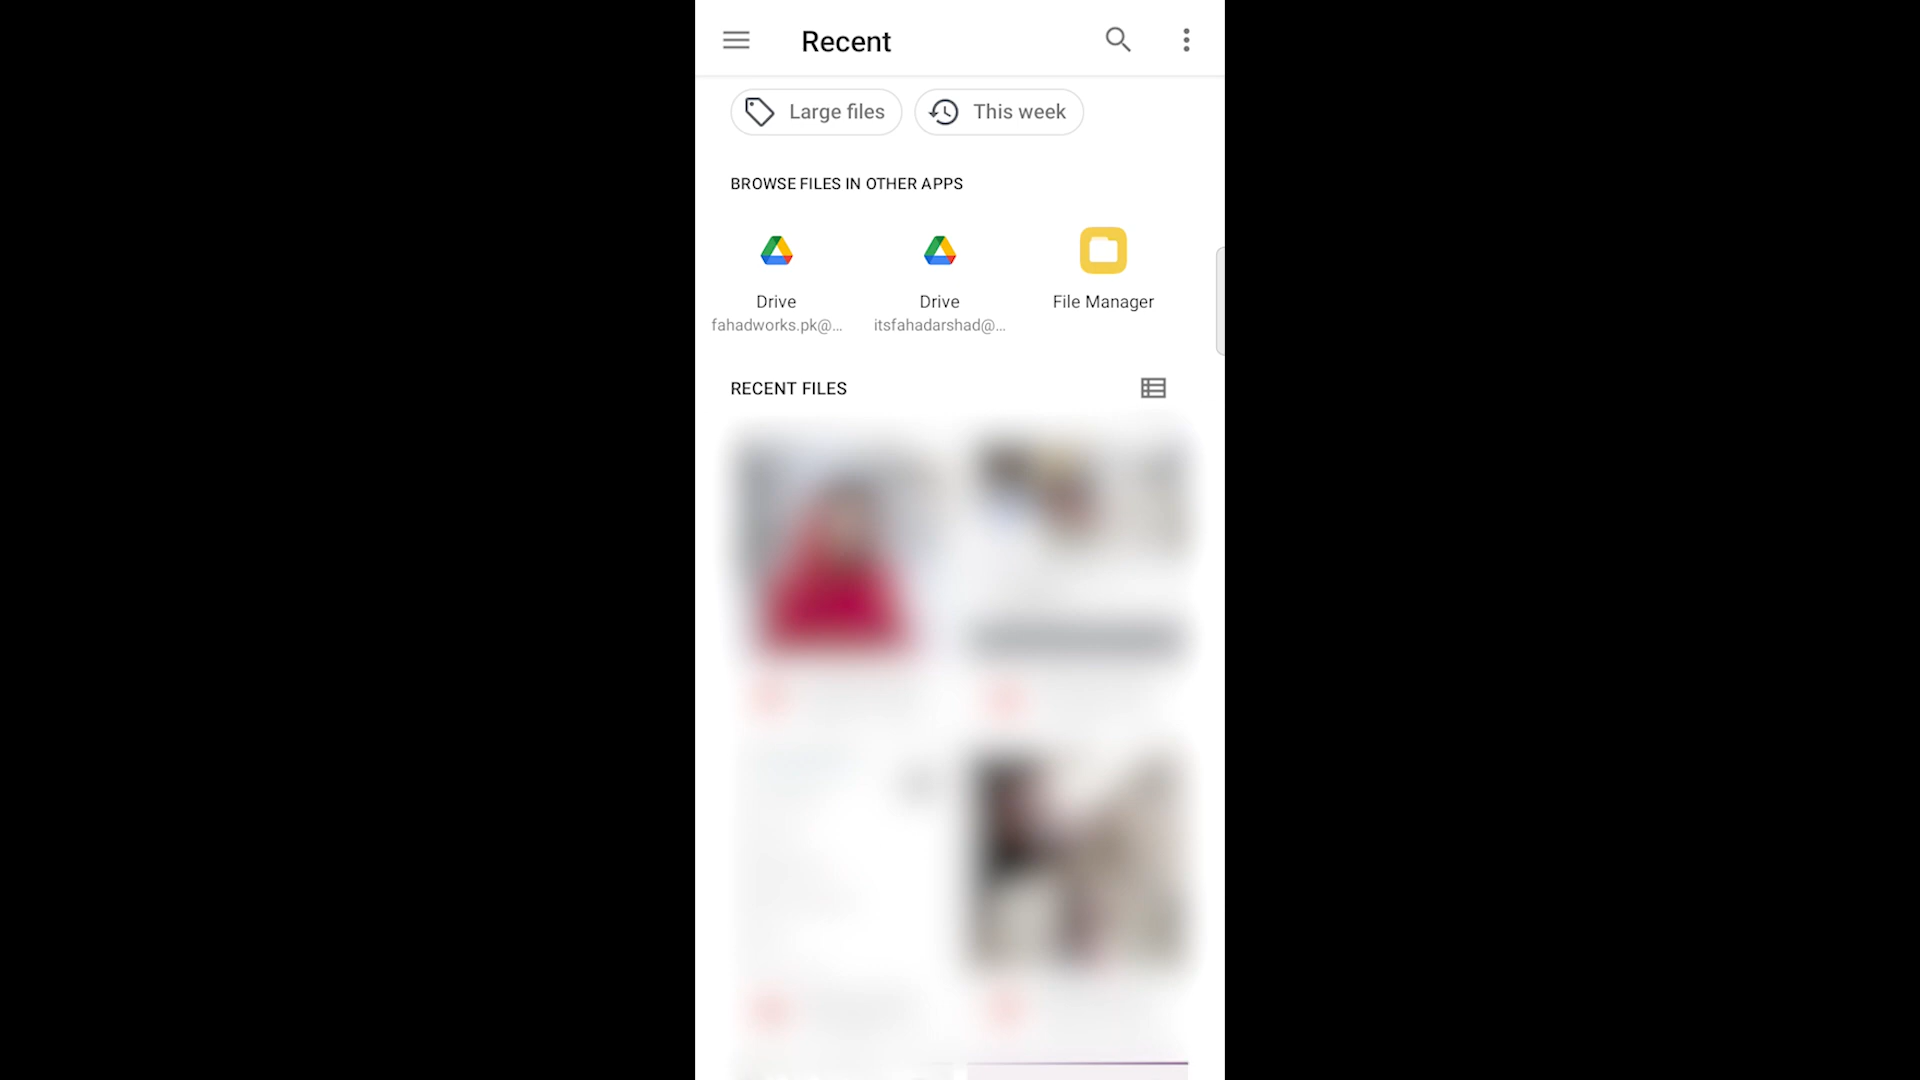 Recent
Large files
This week
BROWSE FILES IN OTHER APPS
Drive
fahadworks.pk@...
Drive
itsfahadarshad@...
File Manager
RECENT FILES